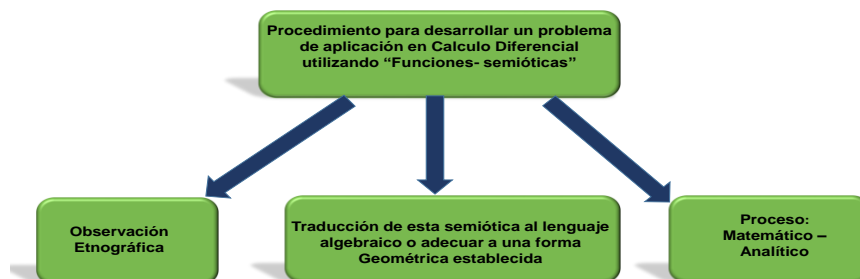 Procedimiento para desarrollar un problema
de aplicación en Calculo Diferencial
utilizando “Funciones- semióticas”
Observación
Etnográfica
Traducción de esta semiótica al lenguaje
algebraico o adecuar a una forma
Geométrica establecida
Proceso:
Matemático –
Analítico